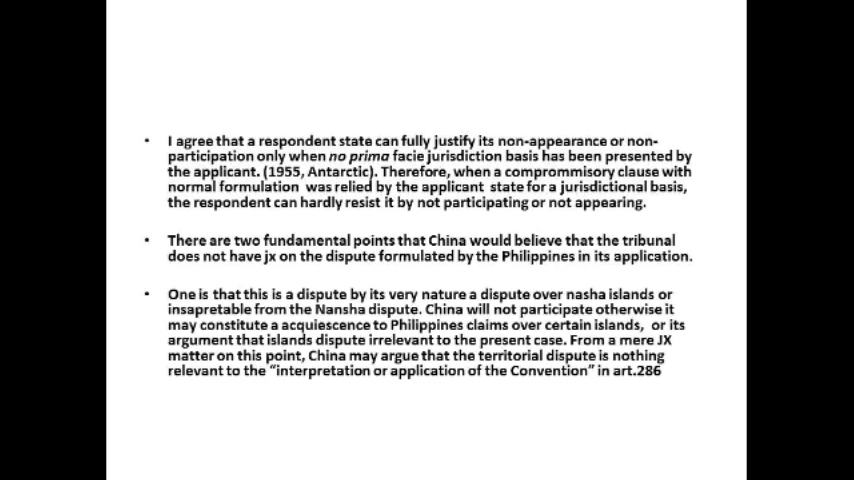 • I agree that a respondent state can fully justify its non-appearance or non-
participation only when no prima facie jurisdiction basis has been presented by
the applicant. (1955, Antarctic). Therefore, when a comprommisory clause with
normal formulation was relied by the applicant state for a jurisdictional basis,
the respondent can hardly resist it by not participating or not appearing.
• There are two fundamental points that China would believe that the tribunal
does not have jx on the dispute formulated by the Philippines in its application.
• One is that this is a dispute by its very nature a dispute over nasha islands or
insapretable from the Nansha dispute. China will not participate otherwise it
may constitute a acquiescence to Philippines claims over certain islands, or its
argument that islands dispute irrelevant to the present case. From a mere JX
matter on this point, China may argue that the territorial dispute is nothing
relevant to the “interpretation or application of the Convention” in art.286